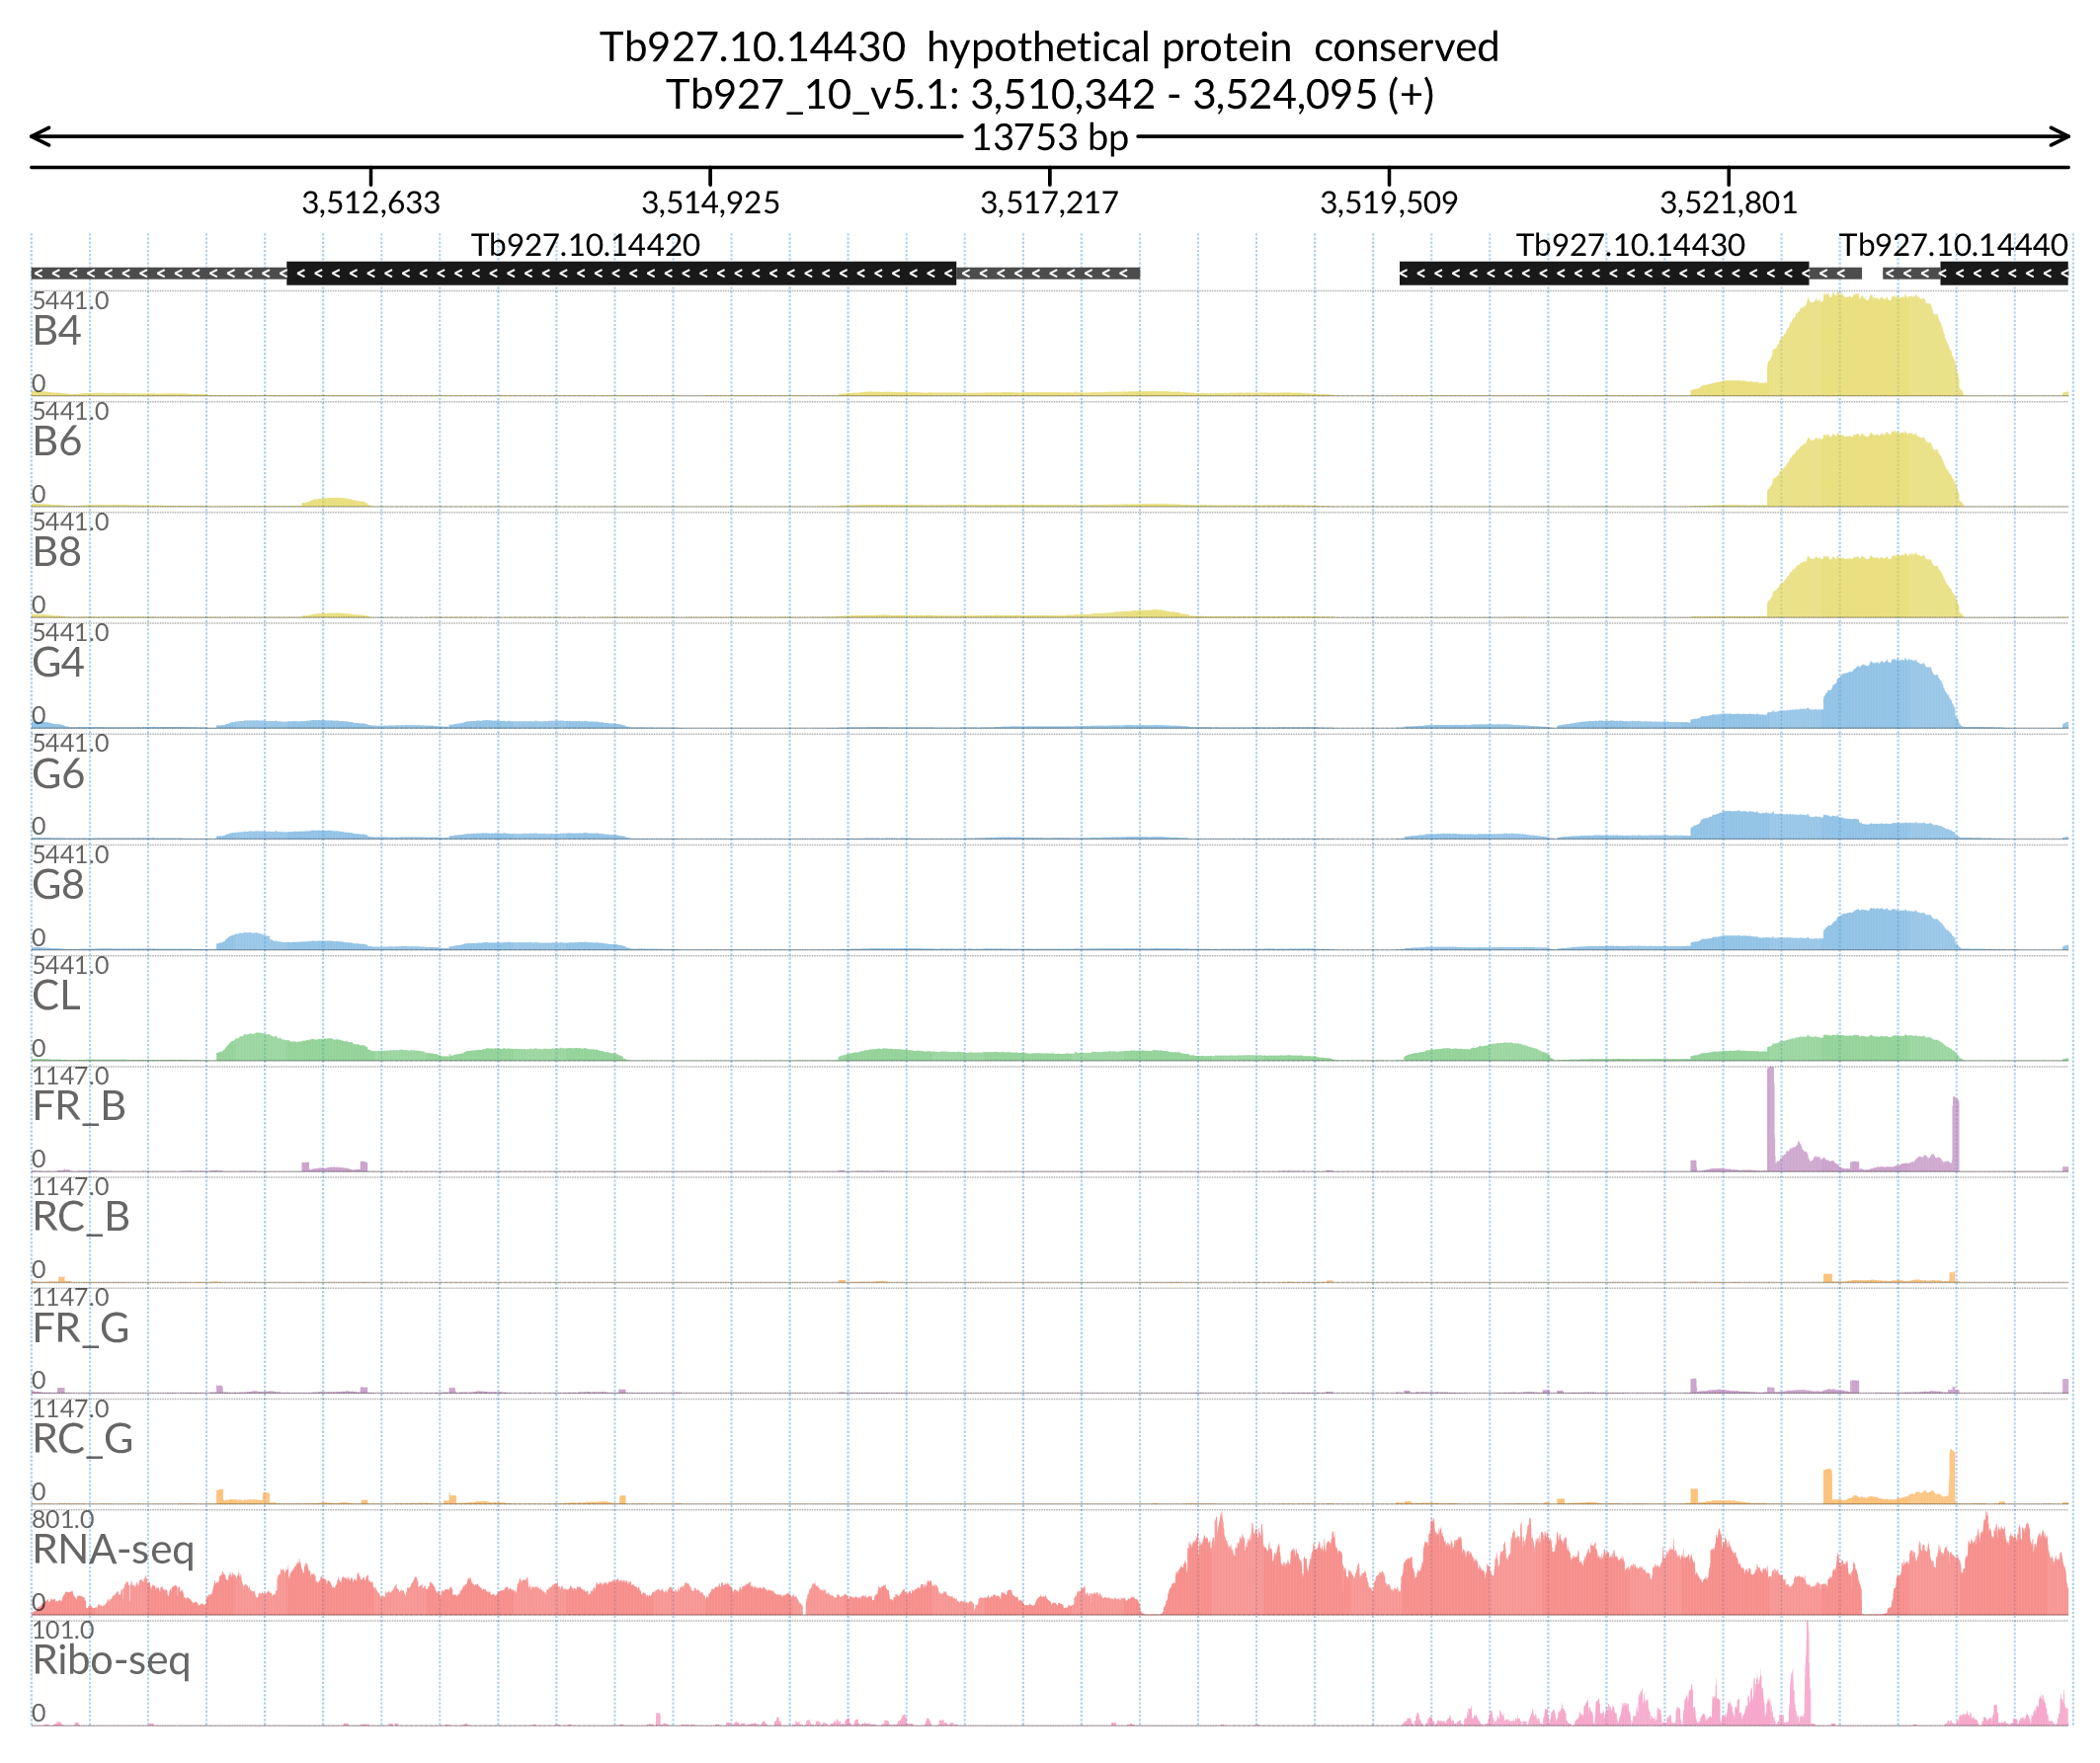 Tb927.10.14430  hypothetical protein  conserved
Tb927_10_v5.1: 3,510,342 - 3,524,095 (+)
13753 bp
3,512,633 3,514,925 3,517,217 3,519,509 3,521,801
Tb927.10.14420 Tb927.10.14430 Tb927.10.14440
5441.0
B4
0
5441.0
B6
0
5441.0
B8
0
5441.0
G4
0
5441.0
G6
0
5441.0
G8
0
5441.0
CL
0
1147.0
FR_B
0
1147.0
RC_B
0
1147.0
FR_G
0
1147.0
RC_G
0
801.0
RNA-seq
0
101.0
Ribo-seq
0